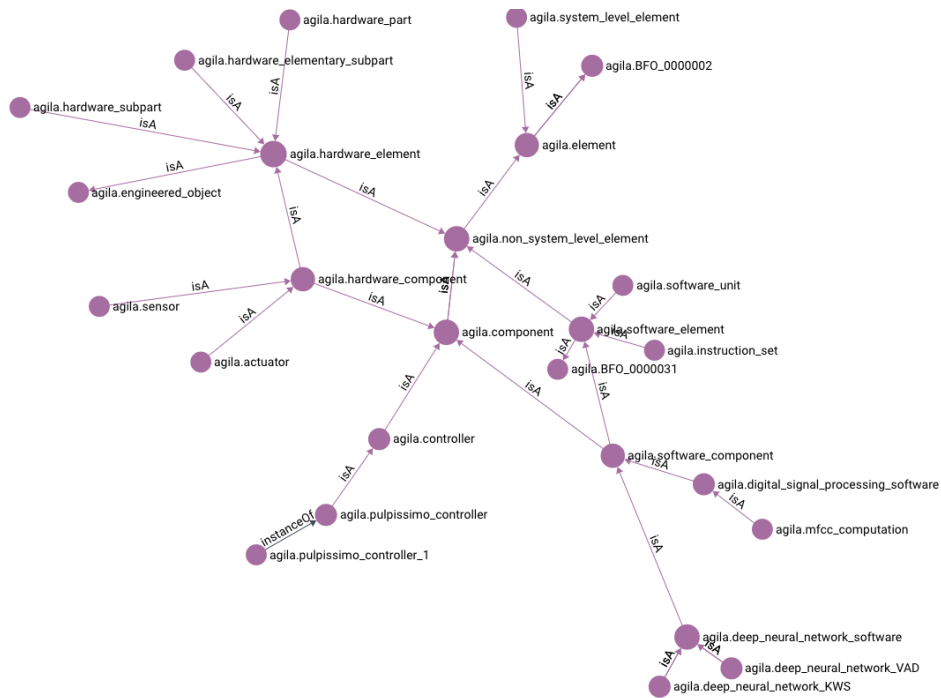 agila.hardware_part
agila.system_level_element
agila.hardware_elementary_subpart
agila.BFO_0000002
isA
isA
isA
isA
agila.hardware_subpart
isA
agila.element
agila.hardware_element
isA
agila.engineered_object
isA
isA
isA
agila.non_system_level_element
agila.hardware_component
isA
isA
agila.software_unit
isA
agila.sensor
isA
isA
isA
agila.component
agila.software_element
isA
isA
agila.instruction_set
agila.actuator
agila.BFO_0000031
isA
isA
isA
agila.controller
agila.software_component
isA
isA
agila.digital_signal_processing_software
isA
agila.pulpissimo_controller
instanceOf
agila.mfcc_computation
agila.pulpissimo_controller_1
isA
agila.deep_neural_network_software
isA
agila.deep_neural_network_VAD
isA
agila.deep_neural_network_KWS